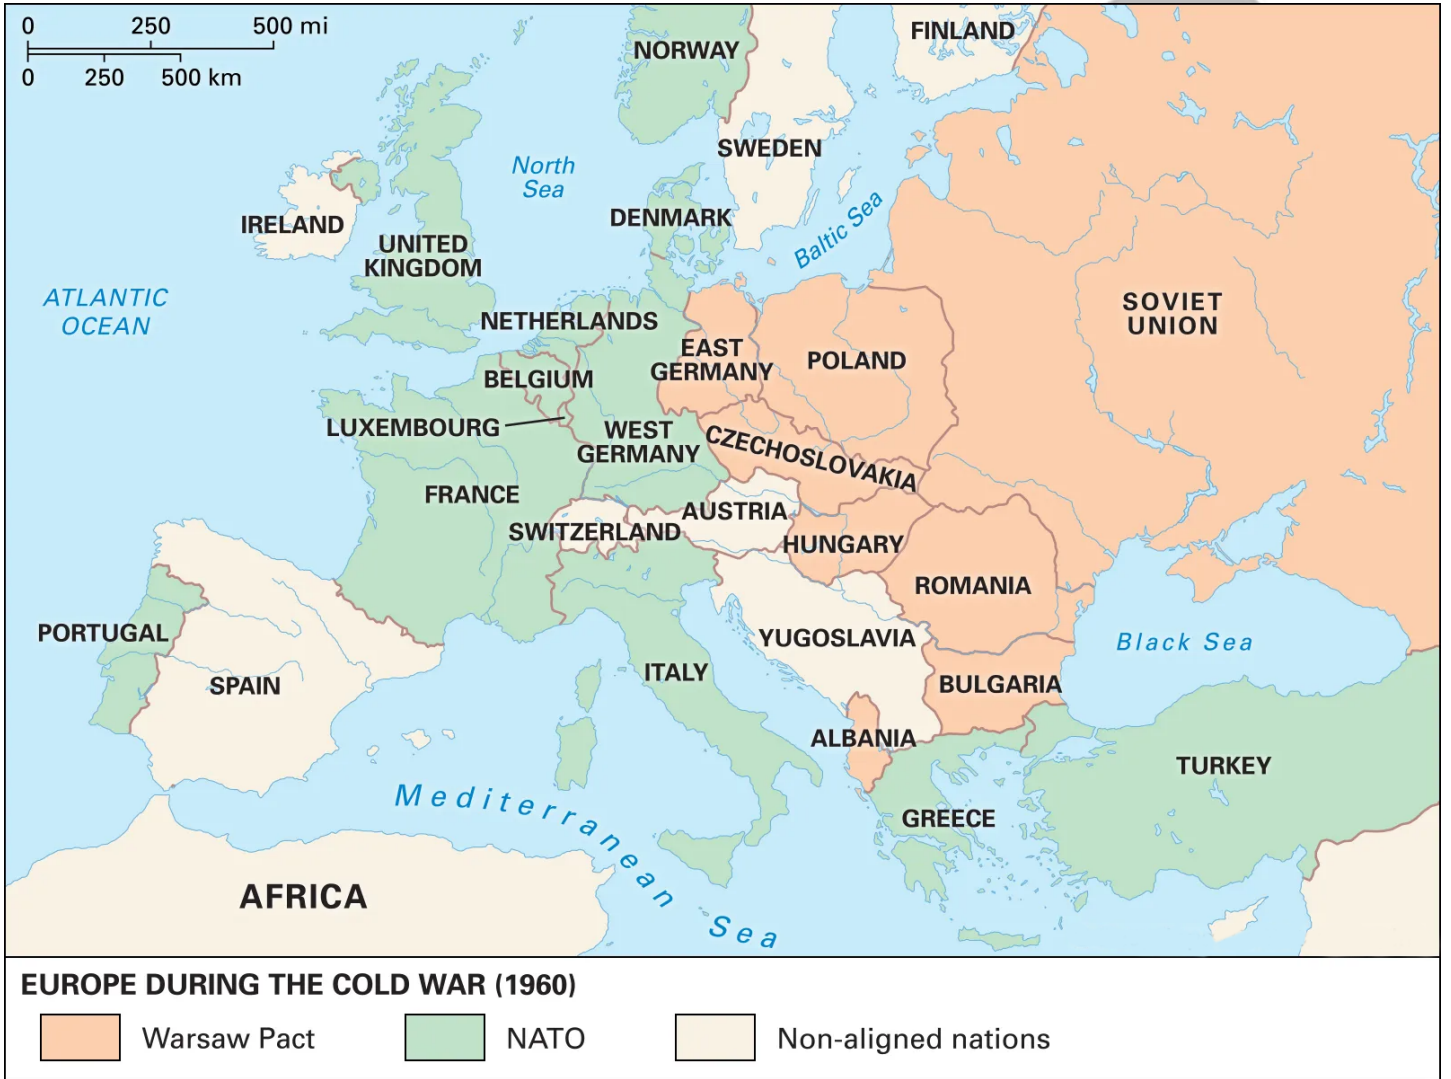 0 250 500 mi
0 250 500 km
NORWAY
FINLAND
SWEDEN
North
Sea
DENMARK
Baltic Sea
IRELAND
UNITED
KINGDOM
ATLANTIC
OCEAN
SOVIET
UNION
NETHERLANDS
EAST
GERMANY
POLAND
BELGIUM
LUXEMBOURG
WEST
GERMANY
CZECHOSLOVAKIA
FRANCE
AUSTRIA
SWITZERLAND
HUNGARY
ROMANIA
PORTUGAL
YUGOSLAVIA
Black Sea
SPAIN
ITALY
BULGARIA
ALBANIA
TURKEY
Mediterranean Sea
GREECE
AFRICA
EUROPE DURING THE COLD WAR (1960)
Warsaw Pact
NATO
Non-aligned nations